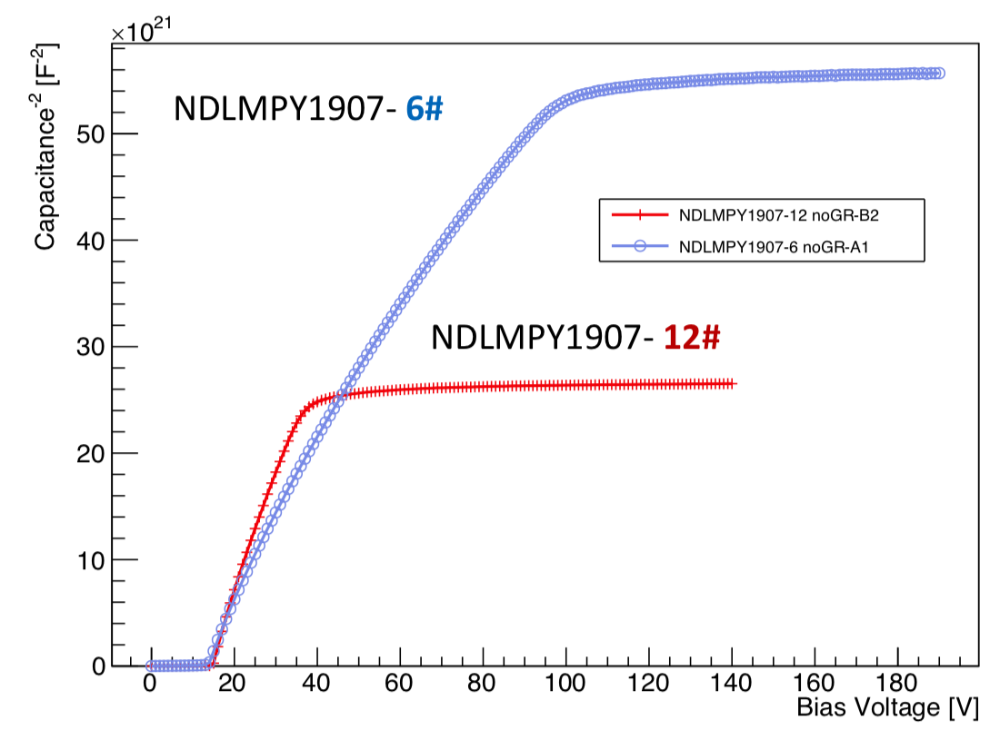 ×10²¹
Capacitance⁻² [F⁻²]
NDLMPY1907- 6#
50
NDLMPY1907-12 noGR-B2
NDLMPY1907-6 noGR-A1
40
NDLMPY1907- 12#
30
20
10
0
0 20 40 60 80 100 120 140 160 180
Bias Voltage [V]